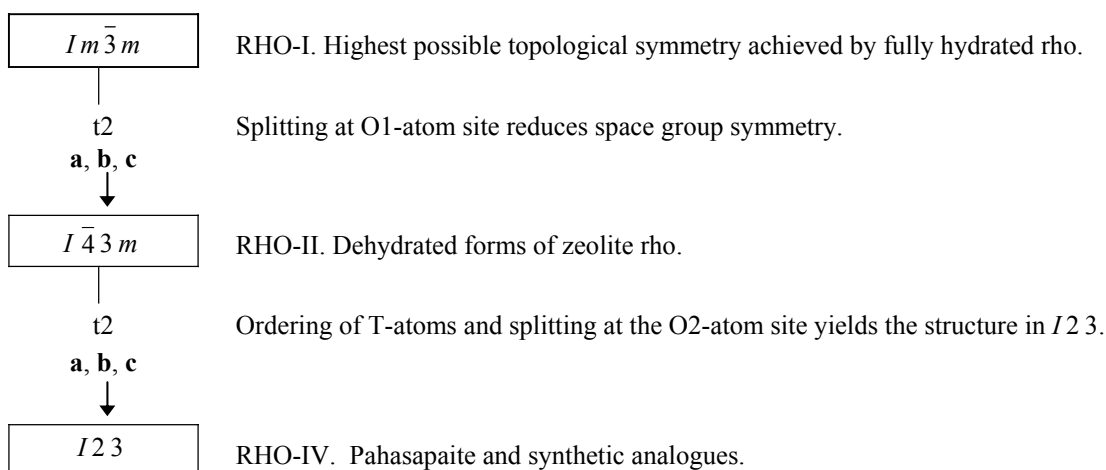 I m 3̅ m RHO-I. Highest possible topological symmetry achieved by fully hydrated rho.
t2 Splitting at O1-atom site reduces space group symmetry.
a, b, c
I 4̅ 3 m RHO-II. Dehydrated forms of zeolite rho.
t2 Ordering of T-atoms and splitting at the O2-atom site yields the structure in I 2 3.
a, b, c
I 2 3 RHO-IV. Pahasapaite and synthetic analogues.